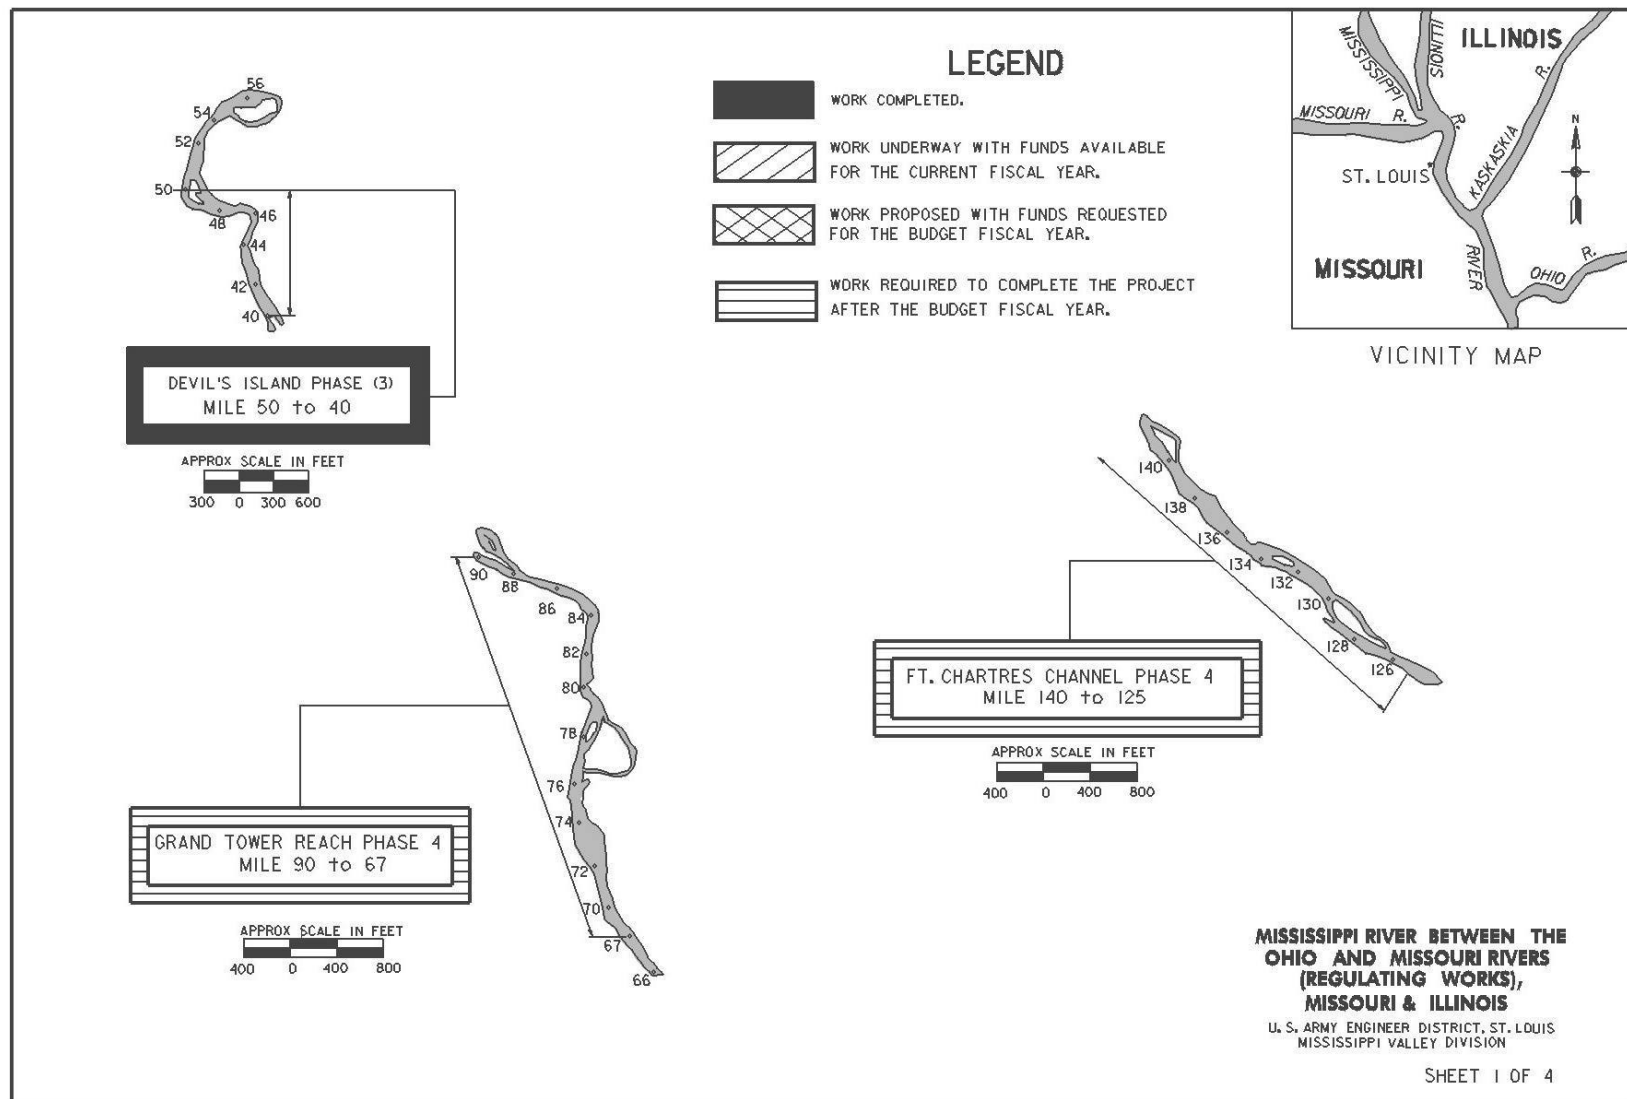 LEGEND
WORK COMPLETED.
WORK UNDERWAY WITH FUNDS AVAILABLE
FOR THE CURRENT FISCAL YEAR.
WORK PROPOSED WITH FUNDS REQUESTED
FOR THE BUDGET FISCAL YEAR.
WORK REQUIRED TO COMPLETE THE PROJECT
AFTER THE BUDGET FISCAL YEAR.
MISSISSIPPI
ILLINOIS
ILLINOIS
R.
MISSOURI R.
R.
KASKASKIA
N
ST. LOUIS
MISSOURI
RIVER
OHIO R.
VICINITY MAP
56
54
52
50
48
46
44
42
40
DEVIL'S ISLAND PHASE (3)
MILE 50 to 40
APPROX SCALE IN FEET
300 0 300 600
90
88
86
84
82
80
78
76
74
72
70
67
66
GRAND TOWER REACH PHASE 4
MILE 90 to 67
APPROX SCALE IN FEET
400 0 400 800
140
138
136
134
132
130
128
126
FT. CHARTRES CHANNEL PHASE 4
MILE 140 to 125
APPROX SCALE IN FEET
400 0 400 800
MISSISSIPPI RIVER BETWEEN THE
OHIO AND MISSOURI RIVERS
(REGULATING WORKS),
MISSOURI & ILLINOIS
U. S. ARMY ENGINEER DISTRICT, ST. LOUIS
MISSISSIPPI VALLEY DIVISION
SHEET 1 OF 4